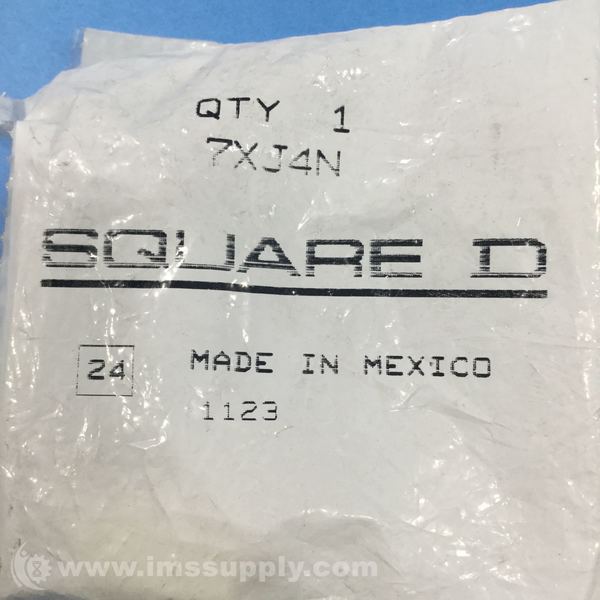 QTY 1
7XJ4N
SQUARE D
24 MADE IN MEXICO
1123
www.imssupply.com